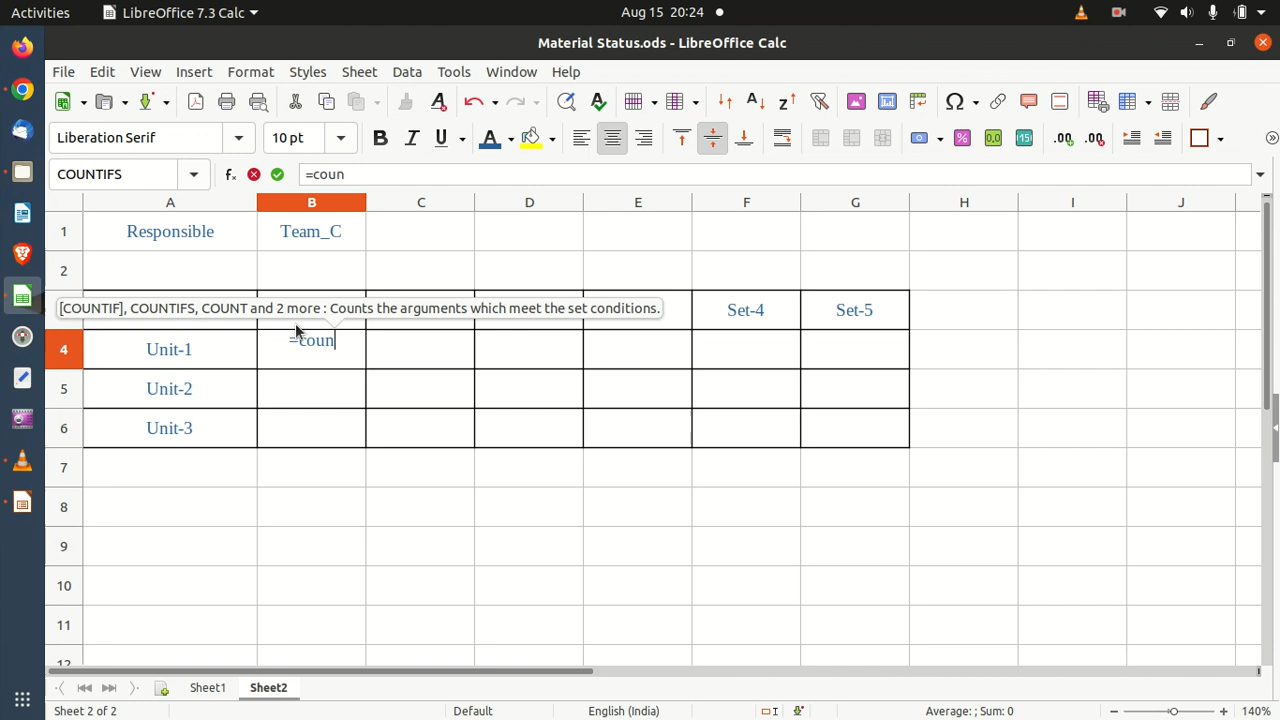 Activities LibreOffice 7.3 Calc Aug 15 20:24
Material Status.ods - LibreOffice Calc
File Edit View Insert Format Styles Sheet Data Tools Window Help
Liberation Serif 10 pt
COUNTIFS =coun
A B C D E F G H I J
1 Responsible Team_C
2
[COUNTIF], COUNTIFS, COUNT and 2 more : Counts the arguments which meet the set conditions. Set-4 Set-5
4 Unit-1 =coun
5 Unit-2
6 Unit-3
7
8
9
10
11
12
Sheet1 Sheet2
Sheet 2 of 2 Default English (India) Average: ; Sum: 0 140%